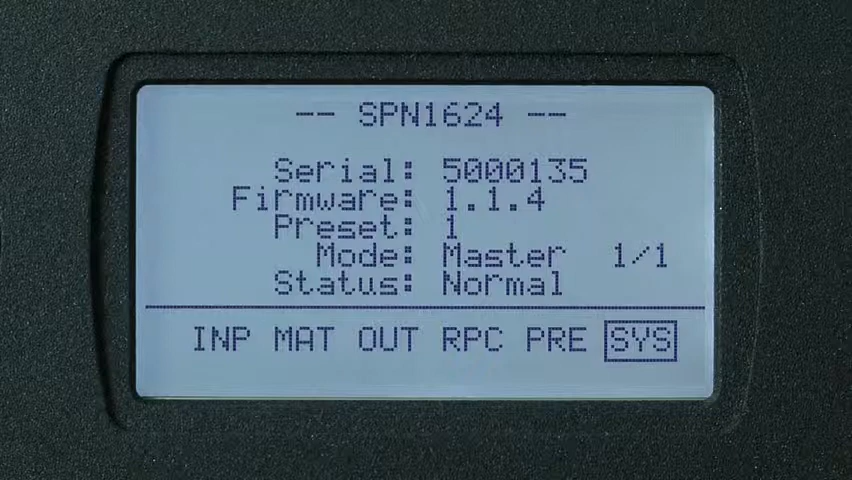 -- SPN1624 --
Serial: 5000135
Firmware: 1.1.4
Preset: 1
Mode: Master 1/1
Status: Normal
INP MAT OUT RPC PRE SYS